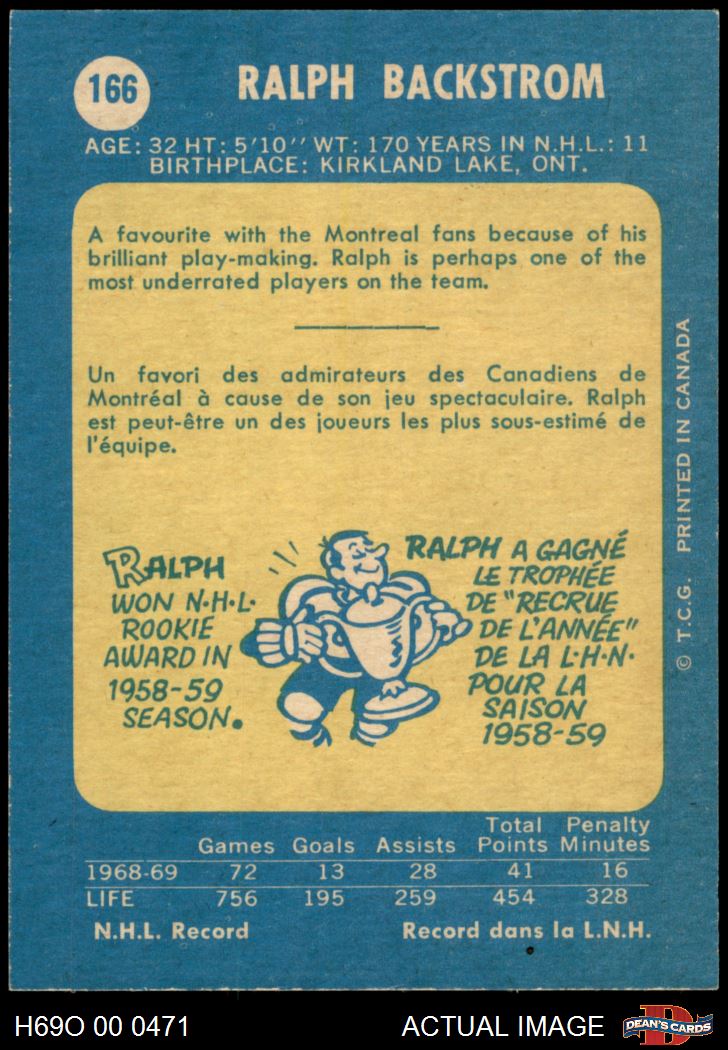 166
RALPH BACKSTROM
AGE: 32 HT: 5'10'' WT: 170 YEARS IN N.H.L.: 11
BIRTHPLACE: KIRKLAND LAKE, ONT.
A favourite with the Montreal fans because of his
brilliant play-making. Ralph is perhaps one of the
most underrated players on the team.
Un favori des admirateurs des Canadiens de
Montréal à cause de son jeu spectaculaire. Ralph
est peut-être un des joueurs les plus sous-estimé de
l'équipe.
RALPH
WON N·H·L·
ROOKIE
AWARD IN
1958-59
SEASON.
RALPH A GAGNÉ
LE TROPHÉE
DE "RECRUE
DE L'ANNÉE"
DE LA L·H·N·
POUR LA
SAISON
1958-59
© T.C.G. PRINTED IN CANADA
Games Goals Assists Total Points Penalty Minutes
1968-69 72 13 28 41 16
LIFE 756 195 259 454 328
N.H.L. Record Record dans la L.N.H.
H69O 00 0471 ACTUAL IMAGE D DEAN'S CARDS